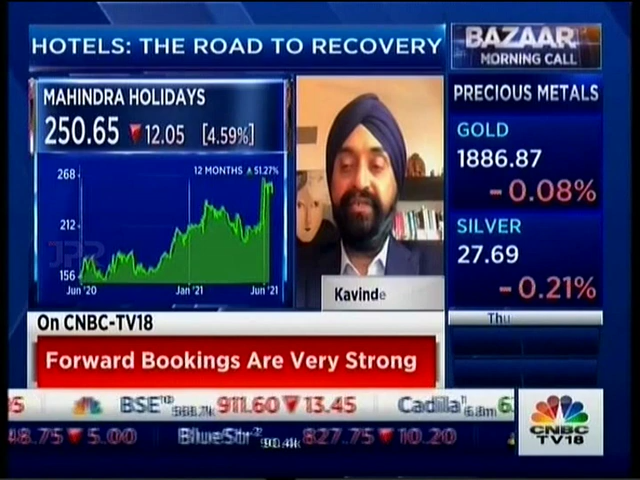 HOTELS: THE ROAD TO RECOVERY
BAZAAR
MORNING CALL
MAHINDRA HOLIDAYS
250.65 ▼ 12.05 [4.59%]
12 MONTHS ▲ 51.27%
268
212
156
Jun '20 Jan '21 Jun '21
JPR
Kavinde
PRECIOUS METALS
GOLD
1886.87
- 0.08%
SILVER
27.69
- 0.21%
Thu
On CNBC-TV18
Forward Bookings Are Very Strong
BSE 911.60 ▼ 13.45 Cadila
48.75 ▼ 5.00 BlueStr 827.75 ▼ 10.20
CNBC
TV18